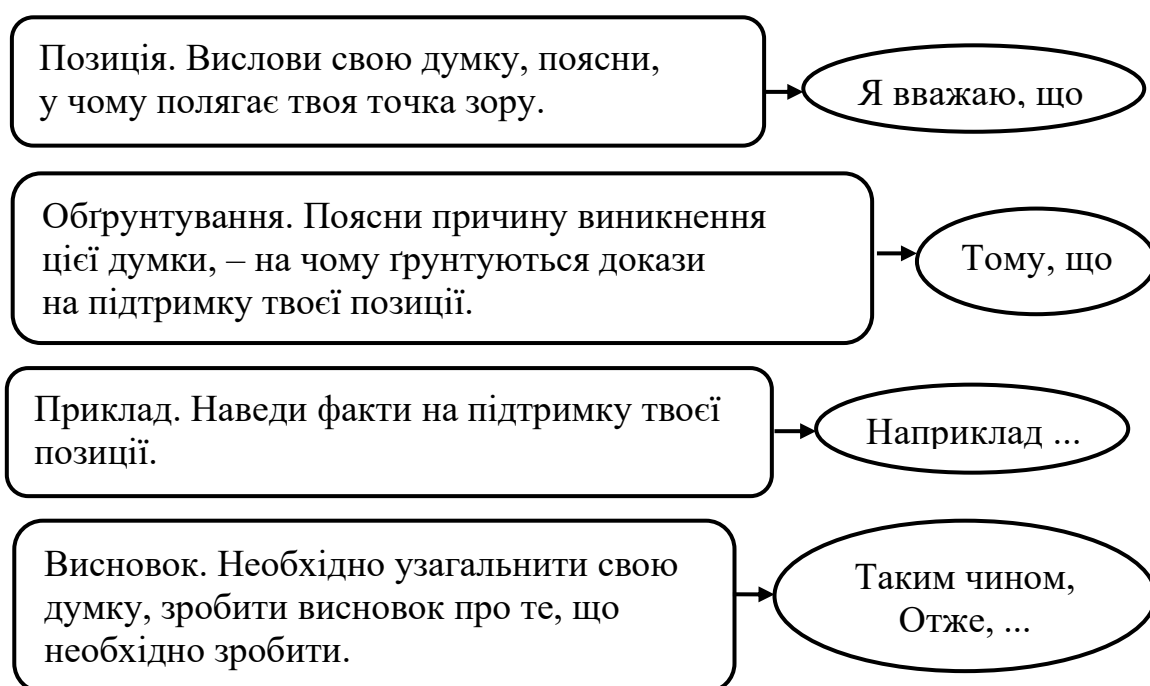 Позиція. Вислови свою думку, поясни,
у чому полягає твоя точка зору.
Я вважаю, що
Обґрунтування. Поясни причину виникнення
цієї думки, – на чому ґрунтуються докази
на підтримку твоєї позиції.
Тому, що
Приклад. Наведи факти на підтримку твоєї
позиції.
Наприклад ...
Висновок. Необхідно узагальнити свою
думку, зробити висновок про те, що
необхідно зробити.
Таким чином,
Отже, ...